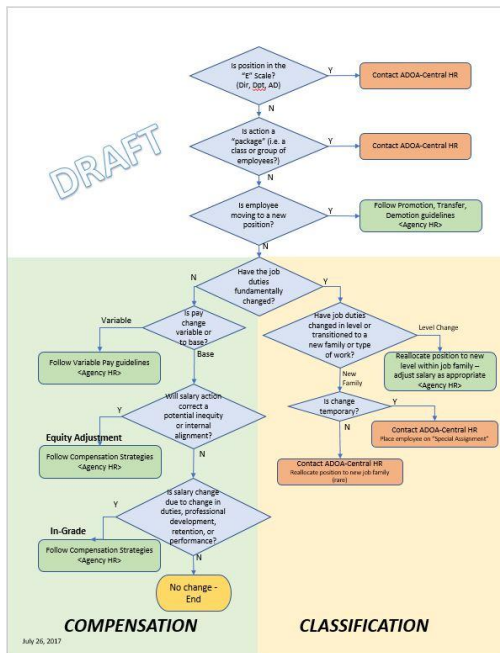 Is position in the
"E" Scale?
(Dir, Dpt, AD)
Y
Contact ADOA-Central HR
N
DRAFT
Is action a
"package" (i.e. a
class or group of
employees?)
Y
Contact ADOA-Central HR
N
Is employee
moving to a new
position?
Y
Follow Promotion, Transfer,
Demotion guidelines
<Agency HR>
N
Have the job
duties
fundamentally
changed?
N
Y
Is pay
change
variable or
to base?
Variable
Base
Follow Variable Pay guidelines
<Agency HR>
Have job duties
changed in level or
transitioned to
a new family or type
of work?
Level Change
Reallocate position to new
level within job family –
adjust salary as appropriate
<Agency HR>
New
Family
Will salary action
correct a
potential inequity
or internal
alignment?
Y
Equity Adjustment
Follow Compensation Strategies
<Agency HR>
N
Is change
temporary?
Y
Contact ADOA-Central HR
Place employee on "Special Assignment"
N
Contact ADOA-Central HR
Reallocate position to new job family
(rare)
Is salary change
due to change in
duties, professional
development,
retention, or
performance?
Y
In-Grade
Follow Compensation Strategies
<Agency HR>
N
No change -
End
COMPENSATION
CLASSIFICATION
July 26, 2017